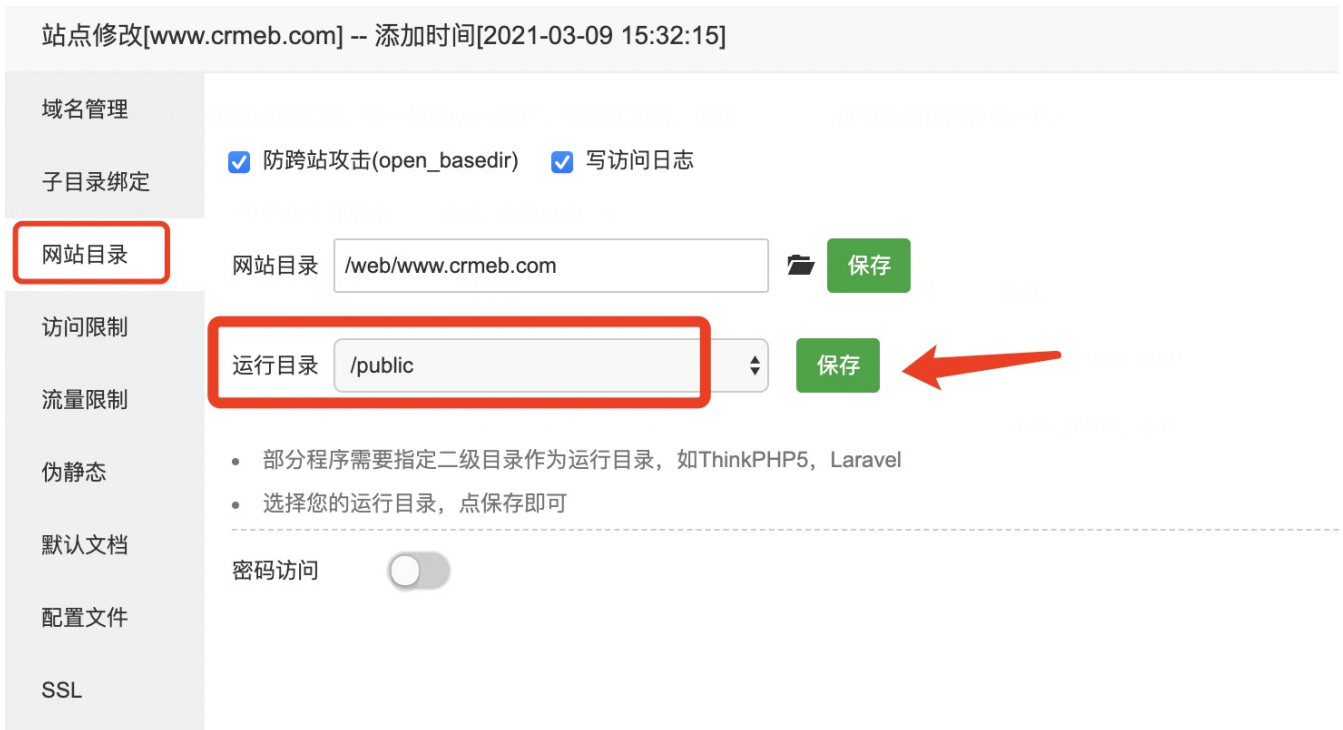 站点修改[www.crmeb.com] -- 添加时间[2021-03-09 15:32:15]
域名管理
子目录绑定
网站目录
访问限制
流量限制
伪静态
默认文档
配置文件
SSL
防跨站攻击(open_basedir) 写访问日志
网站目录 /web/www.crmeb.com 保存
运行目录 /public 保存
部分程序需要指定二级目录作为运行目录，如ThinkPHP5，Laravel
选择您的运行目录，点保存即可
密码访问